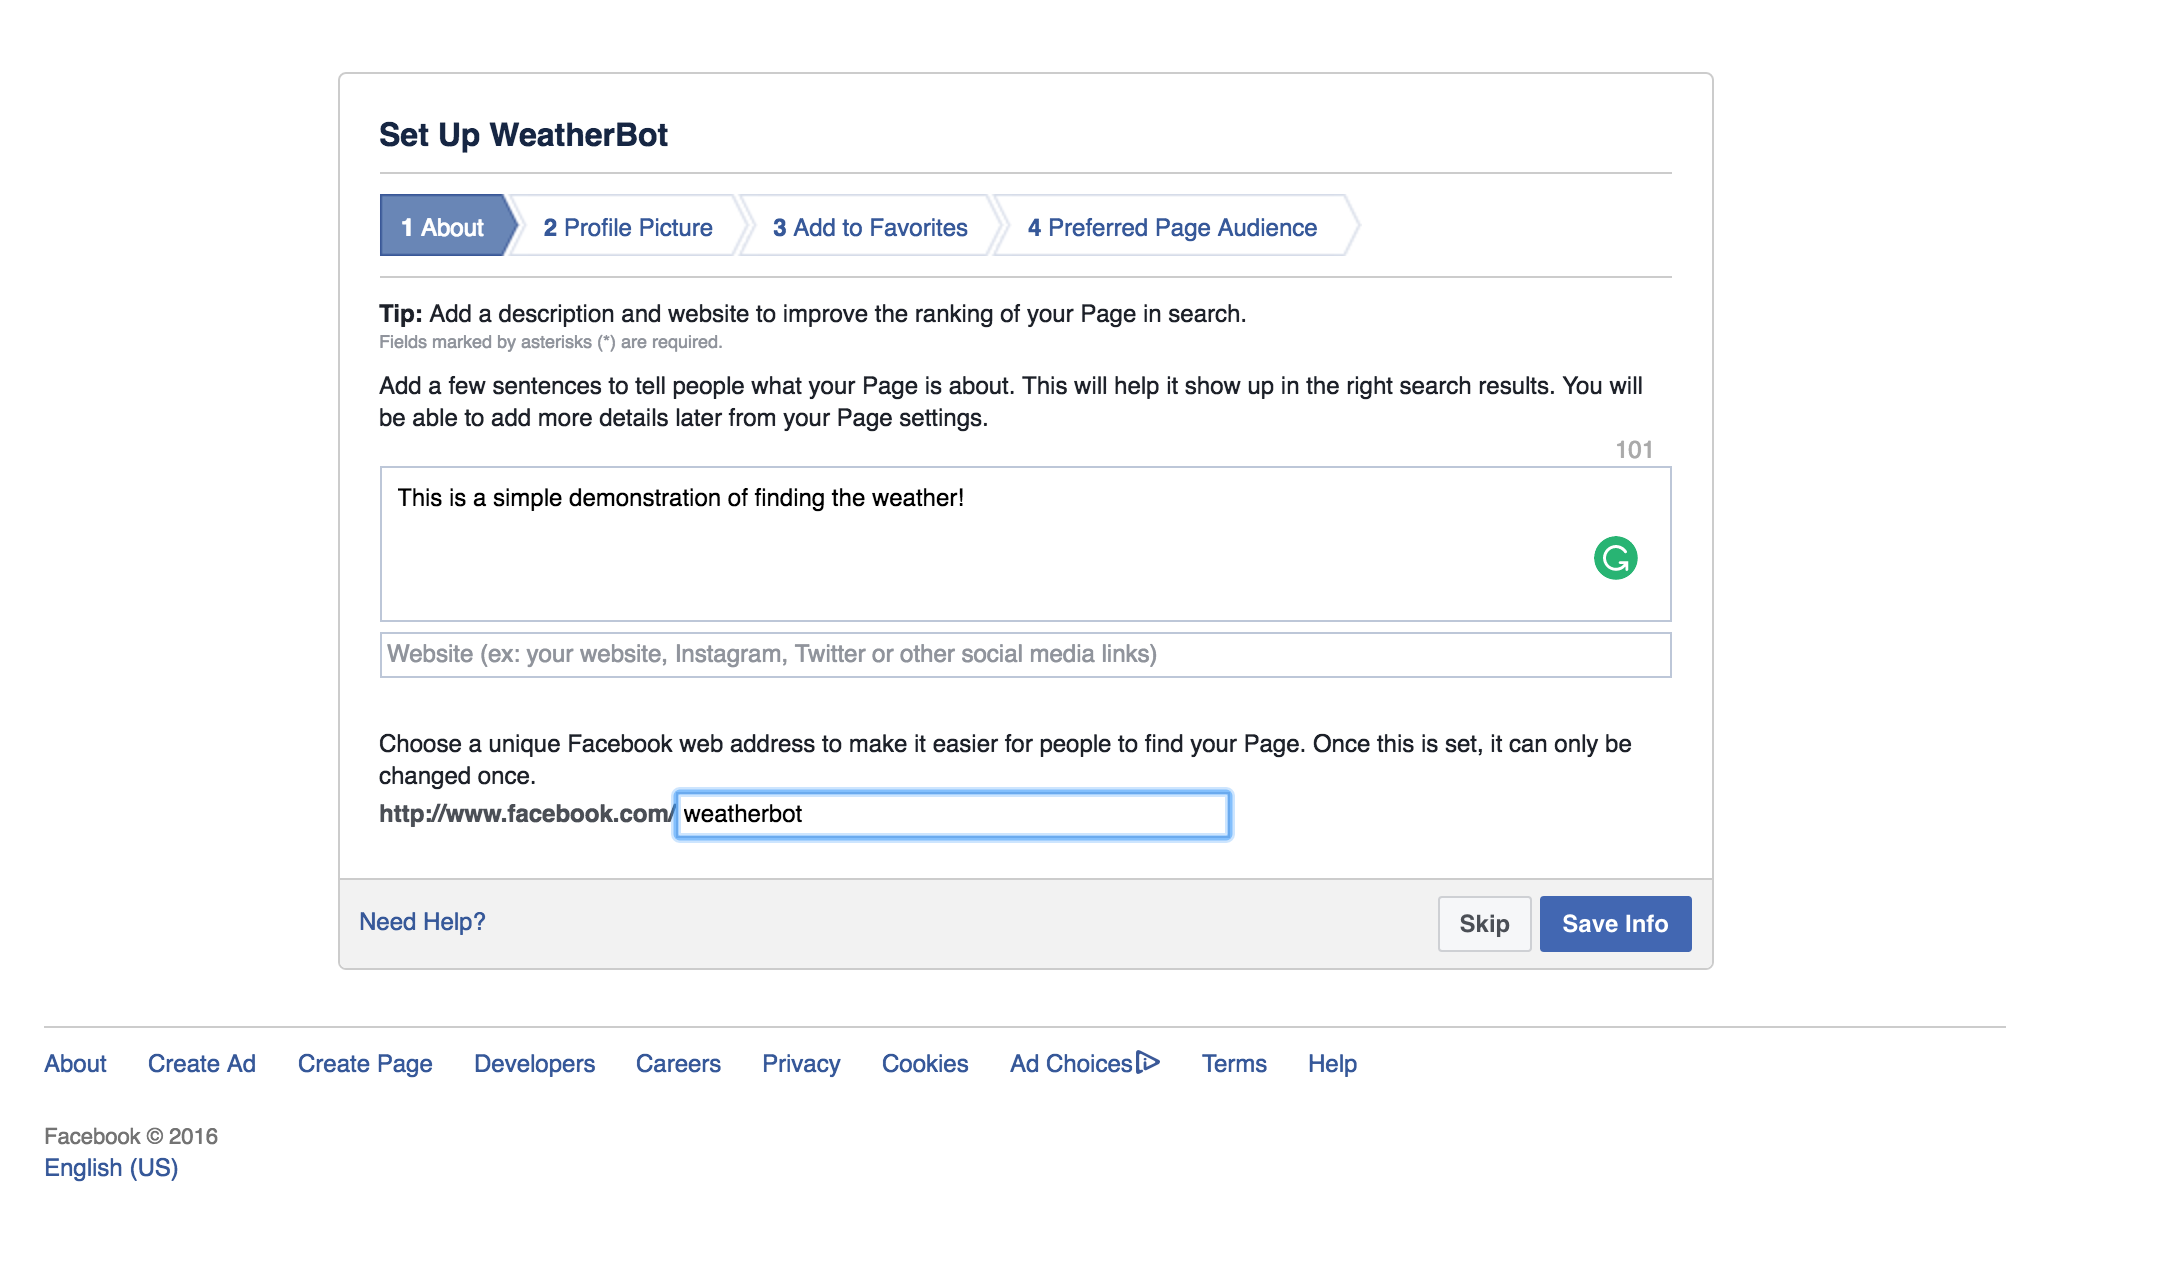 Set Up WeatherBot
1 About 2 Profile Picture 3 Add to Favorites 4 Preferred Page Audience
Tip: Add a description and website to improve the ranking of your Page in search.
Fields marked by asterisks (*) are required.
Add a few sentences to tell people what your Page is about. This will help it show up in the right search results. You will
be able to add more details later from your Page settings.
101
This is a simple demonstration of finding the weather!
Website (ex: your website, Instagram, Twitter or other social media links)
Choose a unique Facebook web address to make it easier for people to find your Page. Once this is set, it can only be
changed once.
http://www.facebook.com/ weatherbot
Need Help? Skip Save Info
About Create Ad Create Page Developers Careers Privacy Cookies Ad Choices Terms Help
Facebook © 2016
English (US)